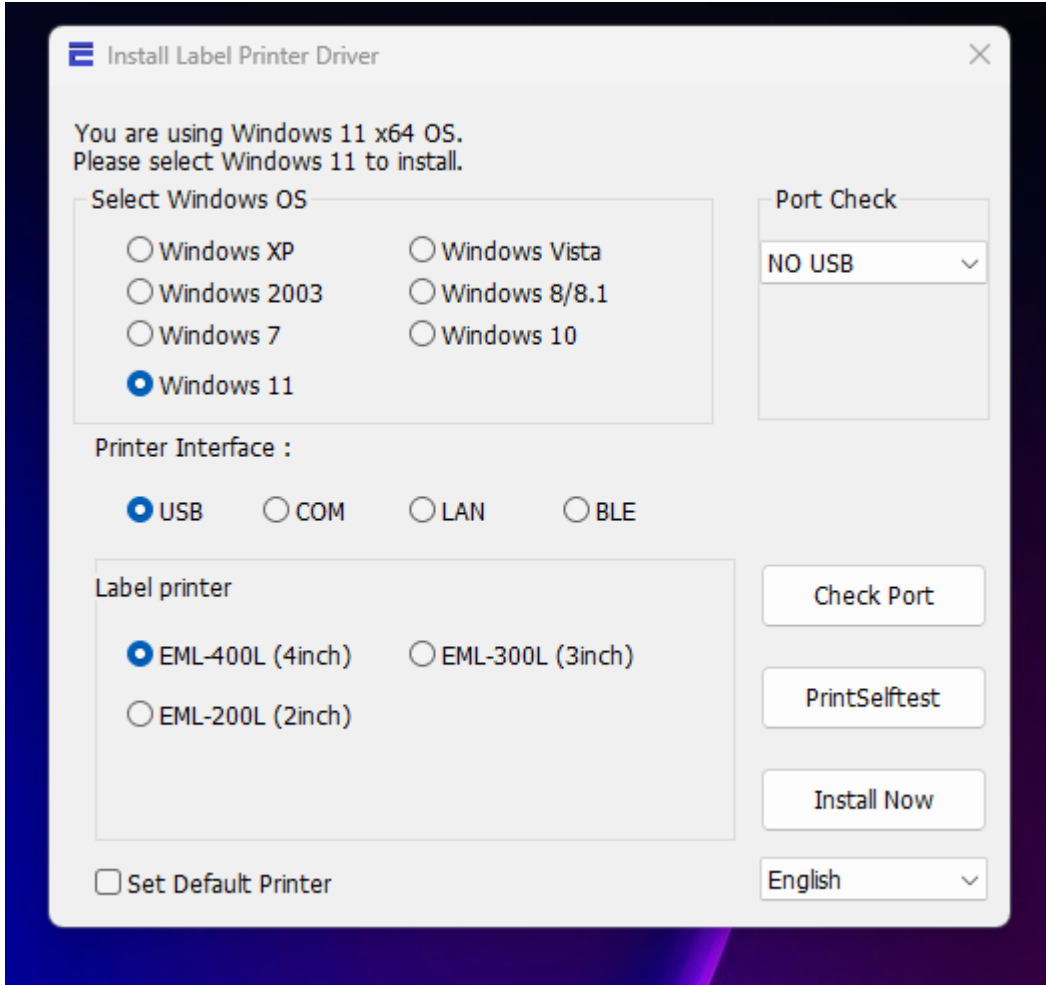 Install Label Printer Driver
You are using Windows 11 x64 OS.
Please select Windows 11 to install.
Select Windows OS
Port Check
Windows XP
Windows Vista
NO USB
Windows 2003
Windows 8/8.1
Windows 7
Windows 10
Windows 11
Printer Interface :
USB
COM
LAN
BLE
Label printer
Check Port
EML-400L (4inch)
EML-300L (3inch)
PrintSelftest
EML-200L (2inch)
Install Now
Set Default Printer
English